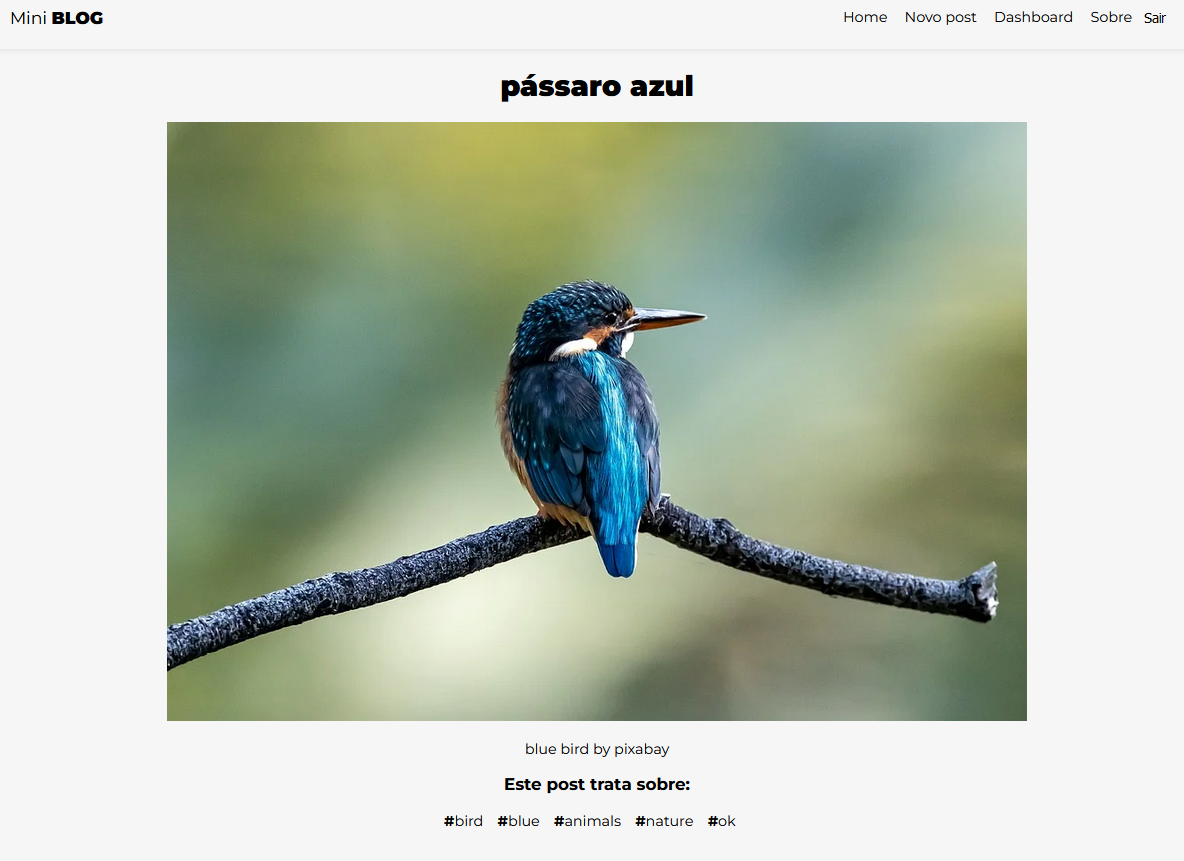 Mini BLOG
Home Novo post Dashboard Sobre Sair
pássaro azul
blue bird by pixabay
Este post trata sobre:
#bird #blue #animals #nature #ok